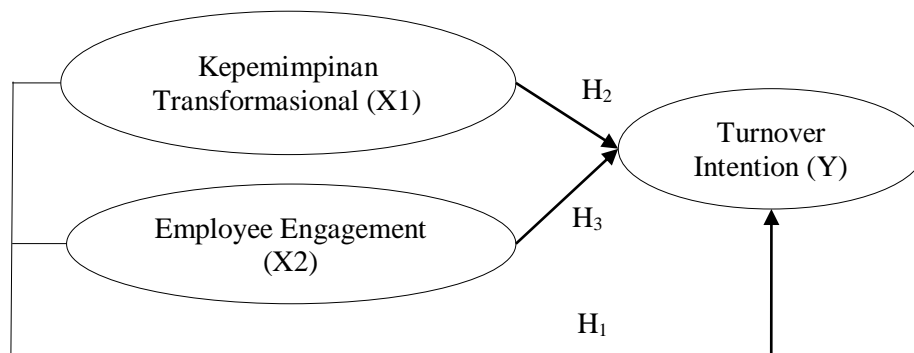 Kepemimpinan
Transformasional (X1)
H₂
Turnover
Intention (Y)
Employee Engagement
(X2)
H₃
H₁